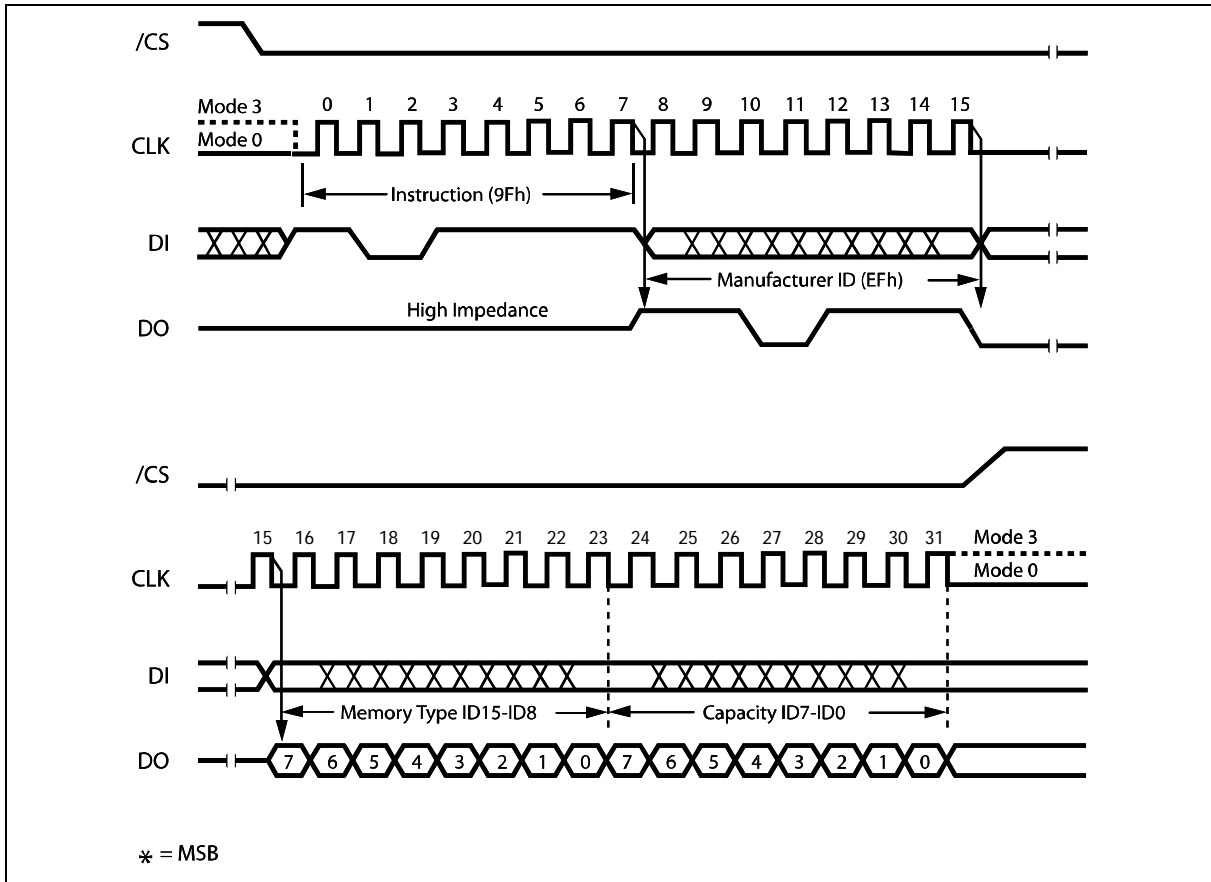 /CS
Mode 3
0 1 2 3 4 5 6 7 8 9 10 11 12 13 14 15
CLK
Mode 0
Instruction (9Fh)
DI
Manufacturer ID (EFh)
High Impedance
DO
/CS
15 16 17 18 19 20 21 22 23 24 25 26 27 28 29 30 31
Mode 3
CLK
Mode 0
DI
Memory Type ID15-ID8
Capacity ID7-ID0
DO
7 6 5 4 3 2 1 0 7 6 5 4 3 2 1 0
* = MSB